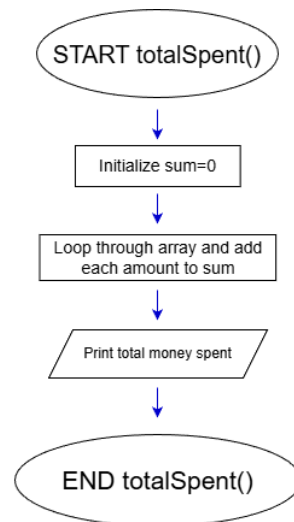 START totalSpent()
Initialize sum=0
Loop through array and add
each amount to sum
Print total money spent
END totalSpent()